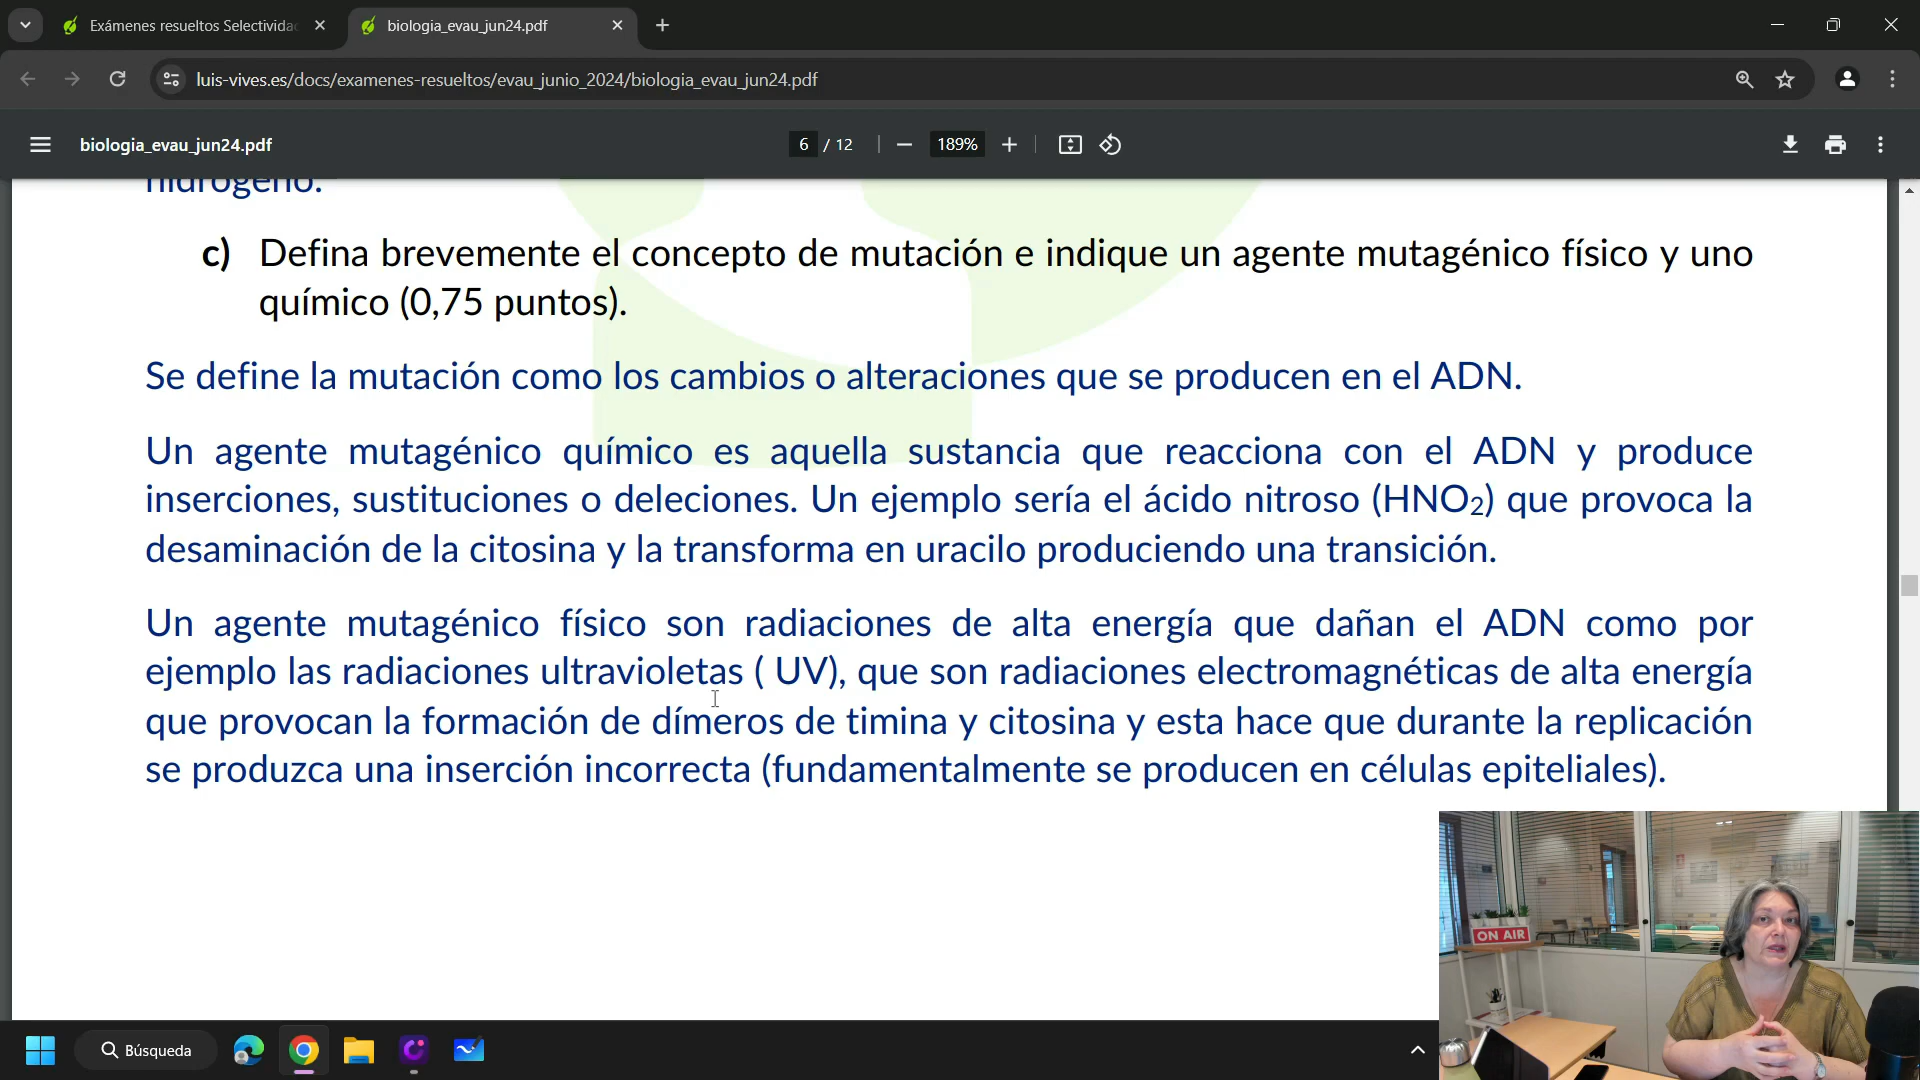 Exámenes resueltos Selectividad
biologia_evau_jun24.pdf
luis-vives.es/docs/examenes-resueltos/evau_junio_2024/biologia_evau_jun24.pdf
biologia_evau_jun24.pdf
6 / 12
189%
hidrógeno.
c) Defina brevemente el concepto de mutación e indique un agente mutagénico físico y uno
químico (0,75 puntos).
Se define la mutación como los cambios o alteraciones que se producen en el ADN.
Un agente mutagénico químico es aquella sustancia que reacciona con el ADN y produce
inserciones, sustituciones o deleciones. Un ejemplo sería el ácido nitroso (HNO₂) que provoca la
desaminación de la citosina y la transforma en uracilo produciendo una transición.
Un agente mutagénico físico son radiaciones de alta energía que dañan el ADN como por
ejemplo las radiaciones ultravioletas ( UV), que son radiaciones electromagnéticas de alta energía
que provocan la formación de dímeros de timina y citosina y esta hace que durante la replicación
se produzca una inserción incorrecta (fundamentalmente se producen en células epiteliales).
ON AIR
Búsqueda